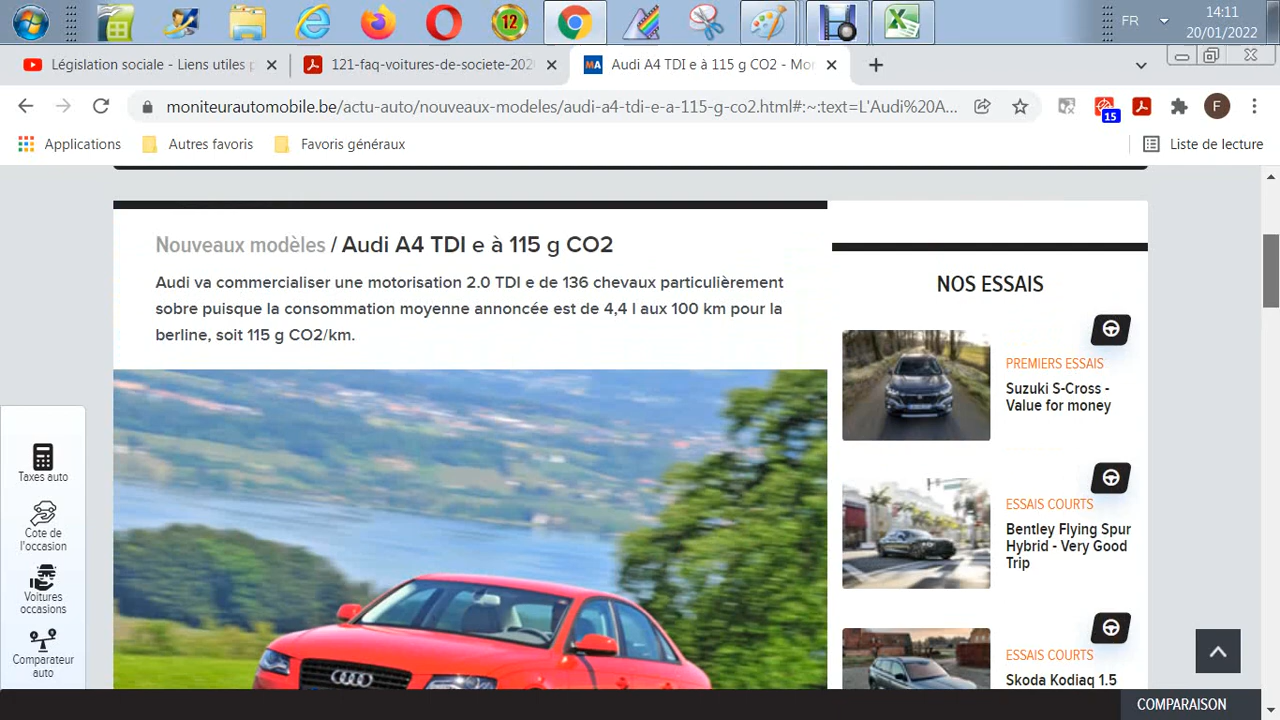 12
FR
14:11
20/01/2022
Législation sociale - Liens utiles p
121-faq-voitures-de-societe-202
MA
Audi A4 TDI e à 115 g CO2 - Mon
moniteurautomobile.be/actu-auto/nouveaux-modeles/audi-a4-tdi-e-a-115-g-co2.html#:~:text=L'Audi%20A...
15
F
Applications
Autres favoris
Favoris généraux
Liste de lecture
Nouveaux modèles / Audi A4 TDI e à 115 g CO2
Audi va commercialiser une motorisation 2.0 TDI e de 136 chevaux particulièrement
sobre puisque la consommation moyenne annoncée est de 4,4 l aux 100 km pour la
berline, soit 115 g CO2/km.
NOS ESSAIS
PREMIERS ESSAIS
Suzuki S-Cross -
Value for money
ESSAIS COURTS
Bentley Flying Spur
Hybrid - Very Good
Trip
ESSAIS COURTS
Skoda Kodiaq 1.5
Taxes auto
Cote de
l'occasion
Voitures
occasions
Comparateur
auto
COMPARAISON